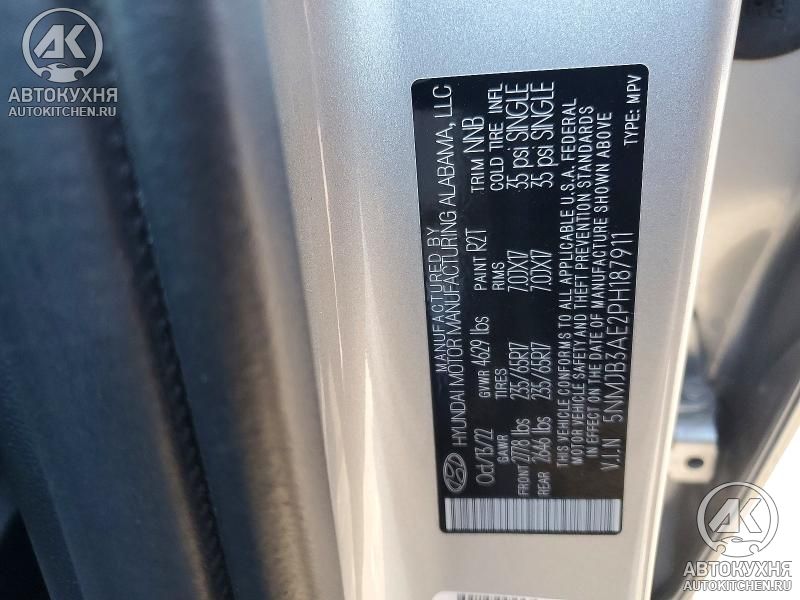 АВТОКУХНЯ
AUTOKITCHEN.RU
MANUFACTURED BY
HYUNDAI MOTOR MANUFACTURING ALABAMA, LLC
Oct/13/22 GVWR 4629 lbs PAINT R2T TRIM NNB
GAWR TIRES RIMS COLD TIRE INFL
FRONT 2778 lbs 235/65R17 7.0JX17 35 psi SINGLE
REAR 2646 lbs 235/65R17 7.0JX17 35 psi SINGLE
THIS VEHICLE CONFORMS TO ALL APPLICABLE U.S.A. FEDERAL
MOTOR VEHICLE SAFETY AND THEFT PREVENTION STANDARDS
IN EFFECT ON THE DATE OF MANUFACTURE SHOWN ABOVE
V.I.N 5NMJB3AE2PH187911 TYPE: MPV
АВТОКУХНЯ
AUTOKITCHEN.RU